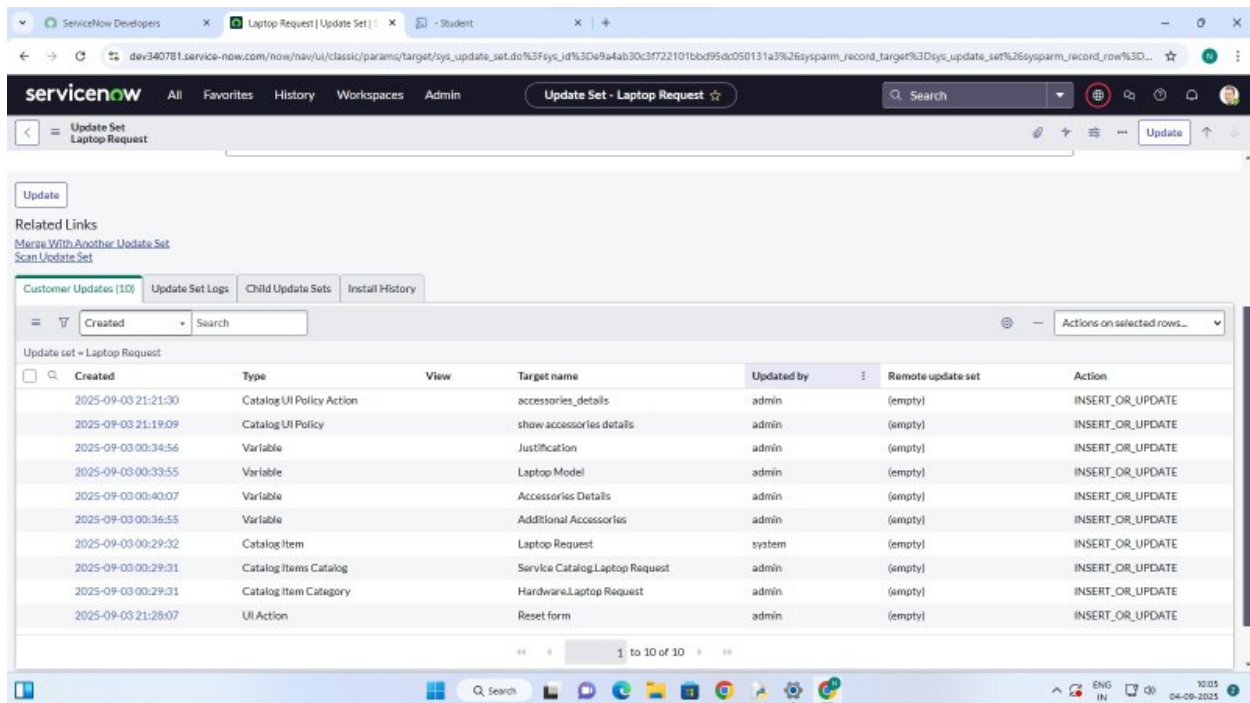 ServiceNow Developers
Laptop Request | Update Set | S
- Student
dev340781.service-now.com/now/nav/ui/classic/params/target/sys_update_set.do%3Fsys_id%3De9a4ab30c3f722101bbd95dc050131a3%26sysparm_record_target%3Dsys_update_set%26sysparm_record_row%3D...
N
servicenow All Favorites History Workspaces Admin Update Set - Laptop Request Search
Update Set
Laptop Request
Update
Update
Related Links
Merge With Another Update Set
Scan Update Set
Customer Updates (10) Update Set Logs Child Update Sets Install History
Created Search Actions on selected rows...
Update set = Laptop Request
Created Type View Target name Updated by Remote update set Action
2025-09-03 21:21:30 Catalog UI Policy Action accessories_details admin (empty) INSERT_OR_UPDATE
2025-09-03 21:19:09 Catalog UI Policy show accessories details admin (empty) INSERT_OR_UPDATE
2025-09-03 00:34:56 Variable Justification admin (empty) INSERT_OR_UPDATE
2025-09-03 00:33:55 Variable Laptop Model admin (empty) INSERT_OR_UPDATE
2025-09-03 00:40:07 Variable Accessories Details admin (empty) INSERT_OR_UPDATE
2025-09-03 00:36:55 Variable Additional Accessories admin (empty) INSERT_OR_UPDATE
2025-09-03 00:29:32 Catalog Item Laptop Request system (empty) INSERT_OR_UPDATE
2025-09-03 00:29:31 Catalog Items Catalog Service Catalog.Laptop Request admin (empty) INSERT_OR_UPDATE
2025-09-03 00:29:31 Catalog Item Category Hardware.Laptop Request admin (empty) INSERT_OR_UPDATE
2025-09-03 21:28:07 UI Action Reset form admin (empty) INSERT_OR_UPDATE
1 to 10 of 10
Search
ENG
IN
10:05
04-09-2025
2